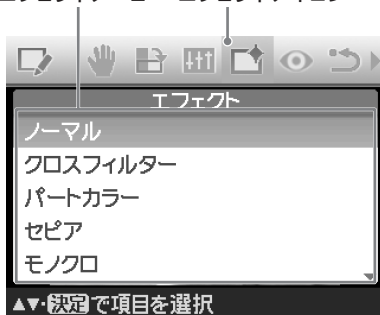 エフェクト
ノーマル
クロスフィルター
パートカラー
セピア
モノクロ
▲▼・決定で項目を選択